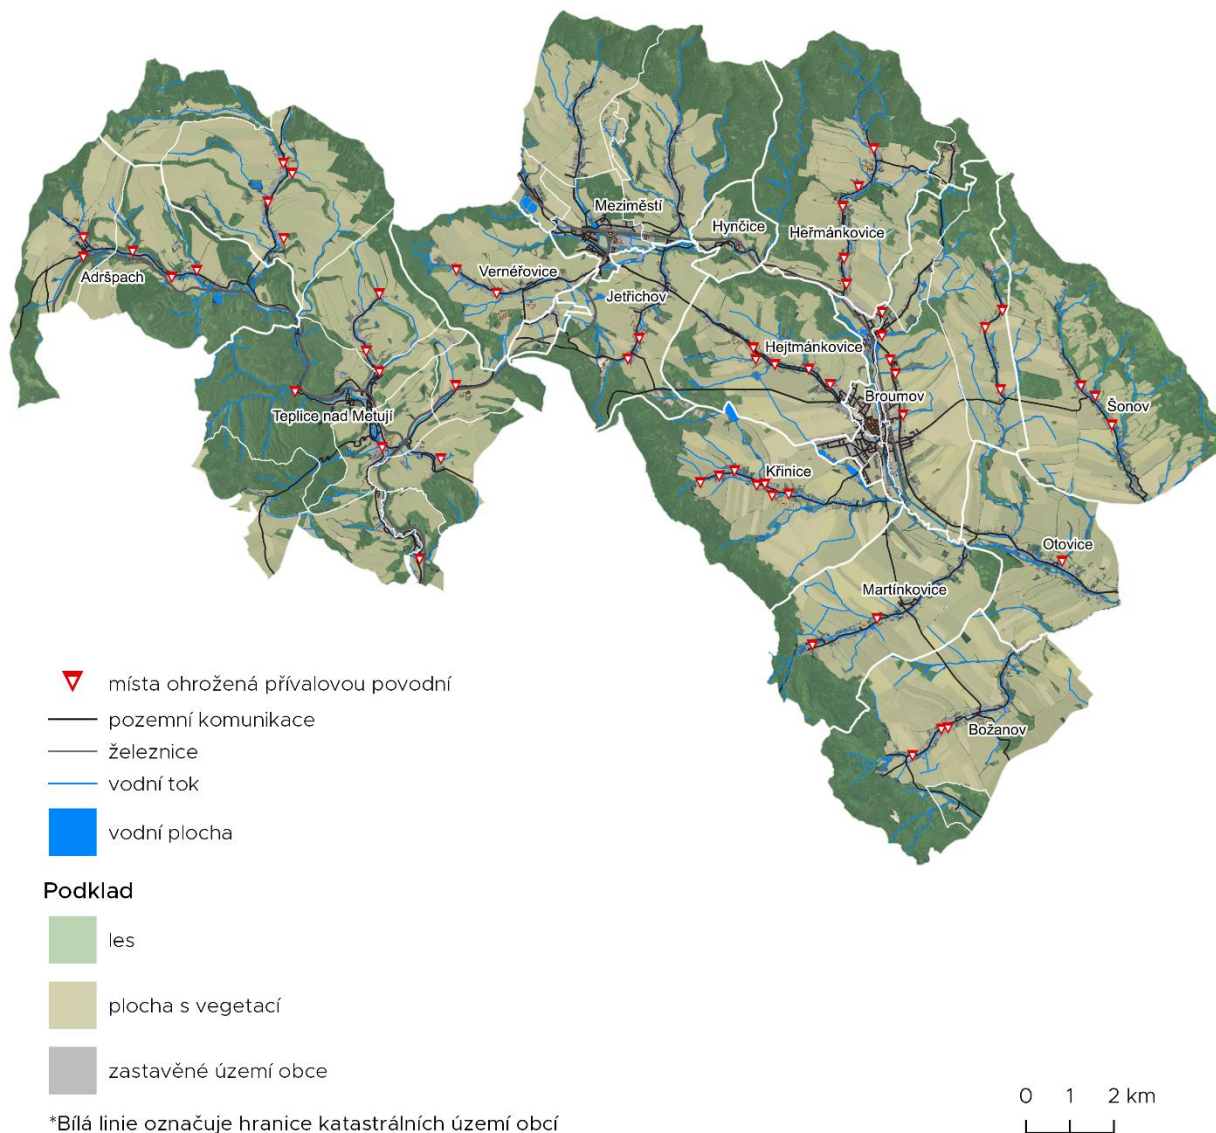 Meziměstí
Hynčice
Heřmánkovice
Adršpach
Vernéřovice
Jetřichov
Hejtmánkovice
Broumov
Šonov
Teplice nad Metují
Křinice
Otovice
Martínkovice
Božanov
místa ohrožená přívalovou povodní
pozemní komunikace
železnice
vodní tok
vodní plocha
Podklad
les
plocha s vegetací
zastavěné území obce
*Bílá linie označuje hranice katastrálních území obcí
0 1 2 km